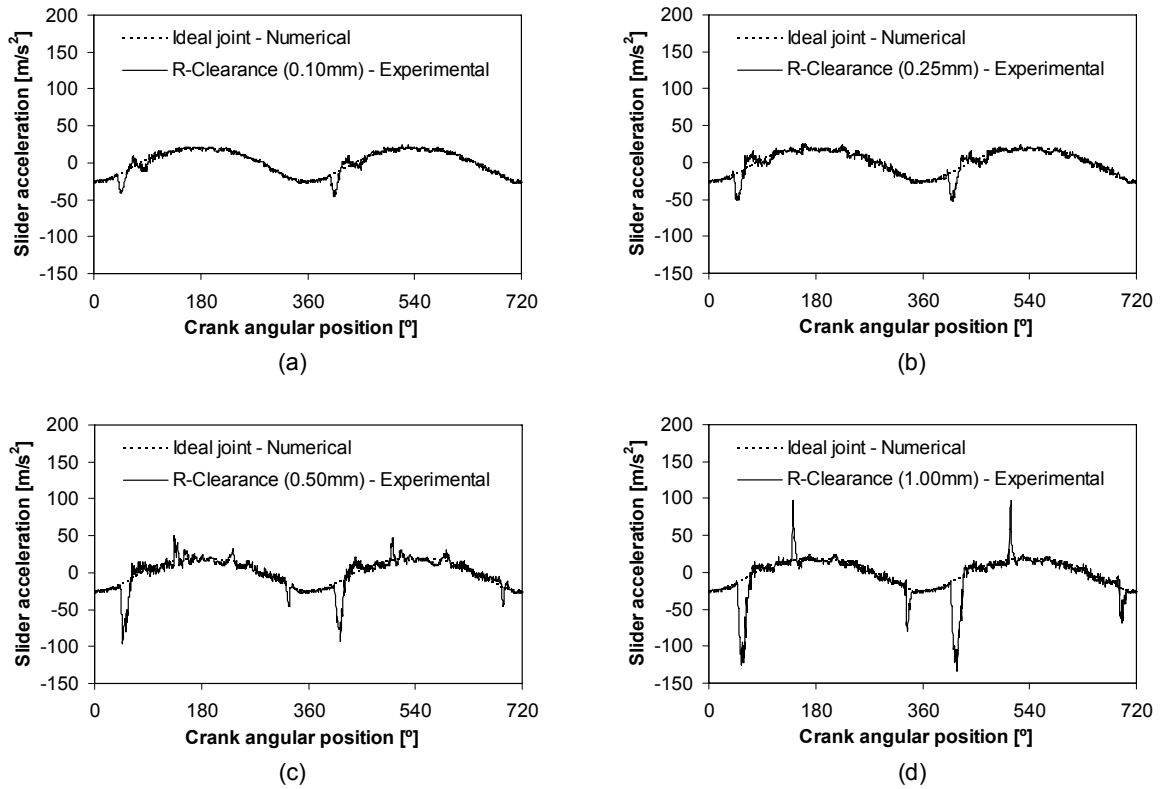 Slider acceleration [m/s²]
200
150
100
50
0
-50
-100
-150
Ideal joint - Numerical
R-Clearance (0.10mm) - Experimental
0
180
360
540
720
Crank angular position [º]
(a)
Slider acceleration [m/s²]
200
150
100
50
0
-50
-100
-150
Ideal joint - Numerical
R-Clearance (0.25mm) - Experimental
0
180
360
540
720
Crank angular position [º]
(b)
Slider acceleration [m/s²]
200
150
100
50
0
-50
-100
-150
Ideal joint - Numerical
R-Clearance (0.50mm) - Experimental
0
180
360
540
720
Crank angular position [º]
(c)
Slider acceleration [m/s²]
200
150
100
50
0
-50
-100
-150
Ideal joint - Numerical
R-Clearance (1.00mm) - Experimental
0
180
360
540
720
Crank angular position [º]
(d)